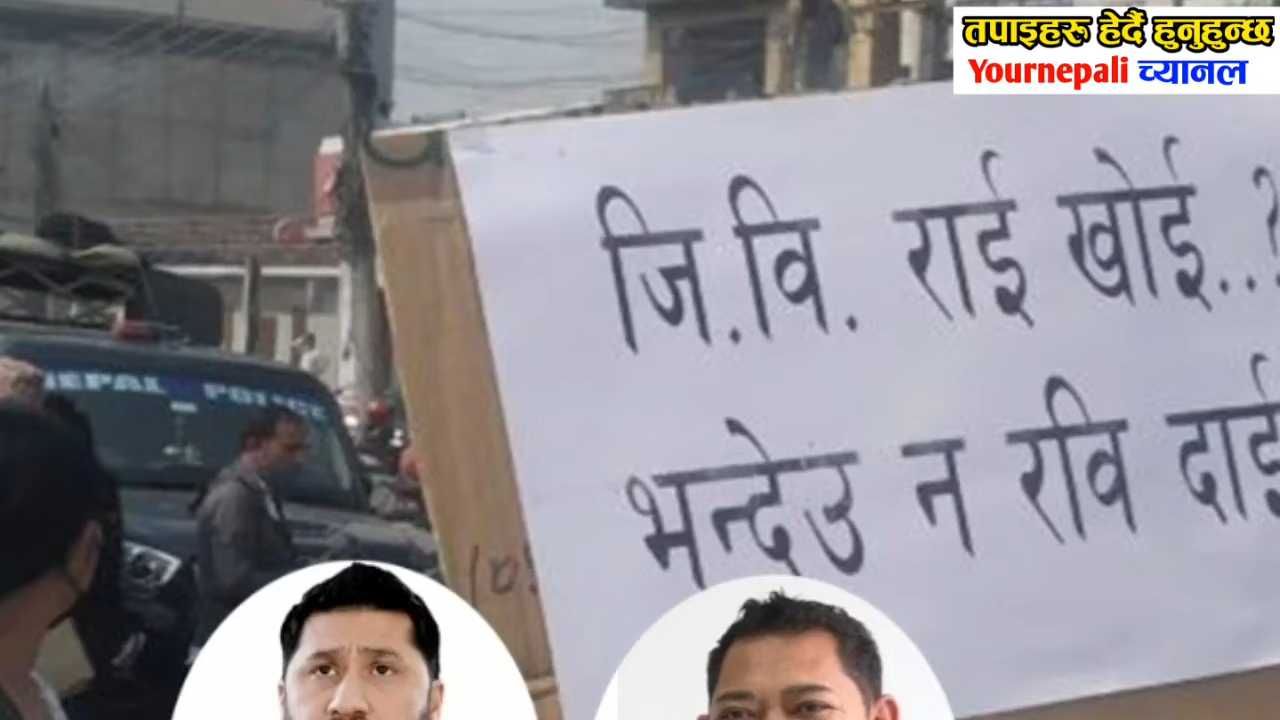 तपाइहरू हेर्दै हुनुहुन्छ
Yournepali च्यानल
जि.वि. राई खोई..?
भन्देउ न रवि दाई
NEPAL POLICE